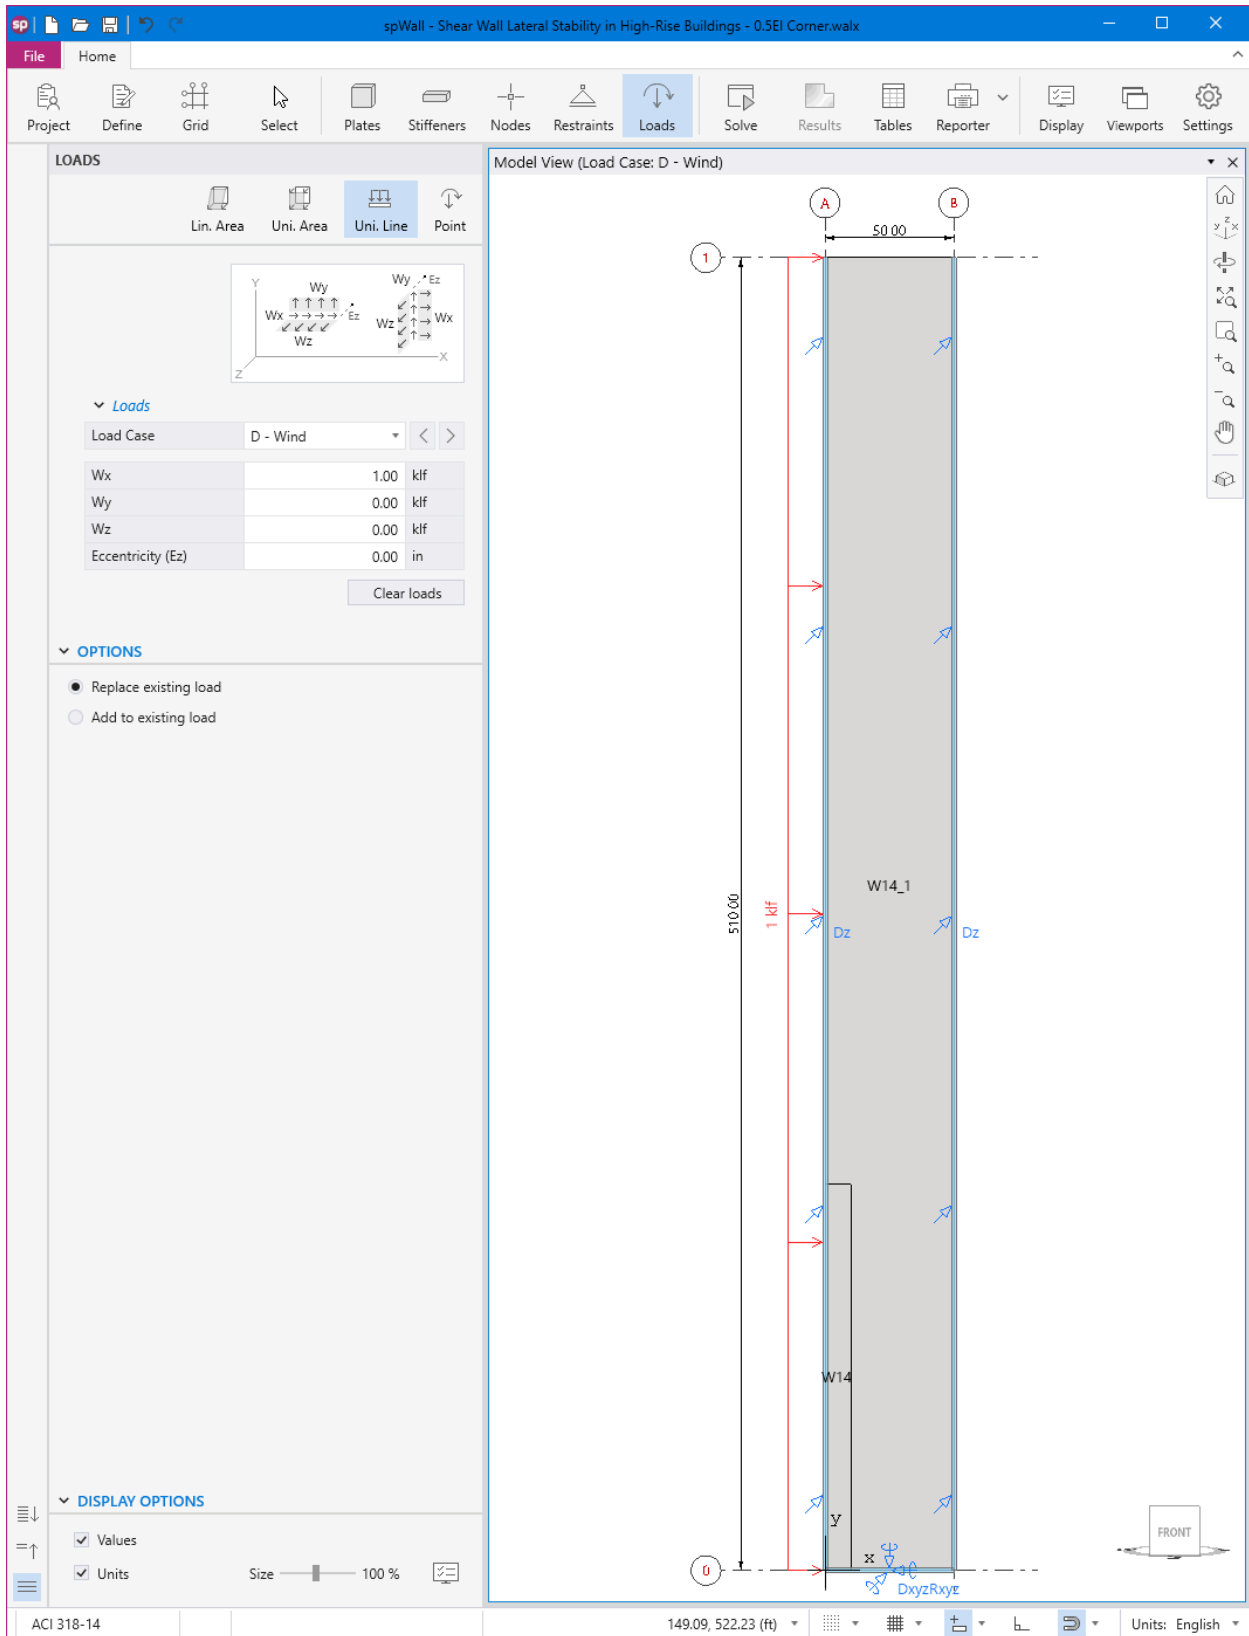 sp
spWall - Shear Wall Lateral Stability in High-Rise Buildings - 0.5EI Corner.walx
File Home
Project Define Grid Select Plates Stiffeners Nodes Restraints Loads Solve Results Tables Reporter Display Viewports Settings
LOADS
Lin. Area Uni. Area Uni. Line Point
Y
Wy
Wx
Ez
Wz
Wy
Ez
Wz
Wx
X
Z
Loads
Load Case D - Wind
Wx 1.00 klf
Wy 0.00 klf
Wz 0.00 klf
Eccentricity (Ez) 0.00 in
Clear loads
OPTIONS
Replace existing load
Add to existing load
DISPLAY OPTIONS
Values
Units Size 100 %
Model View (Load Case: D - Wind)
A B
50.00
1
W14_1
510.00
1 klf
Dz Dz
W14
y
x
0
DxyzRxyz
z
y x
FRONT
ACI 318-14 149.09, 522.23 (ft) Units: English